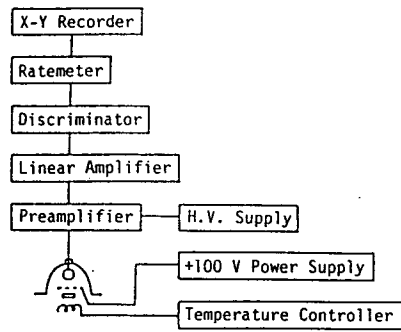 X-Y Recorder
Ratemeter
Discriminator
Linear Amplifier
Preamplifier
H.V. Supply
+100 V Power Supply
Temperature Controller